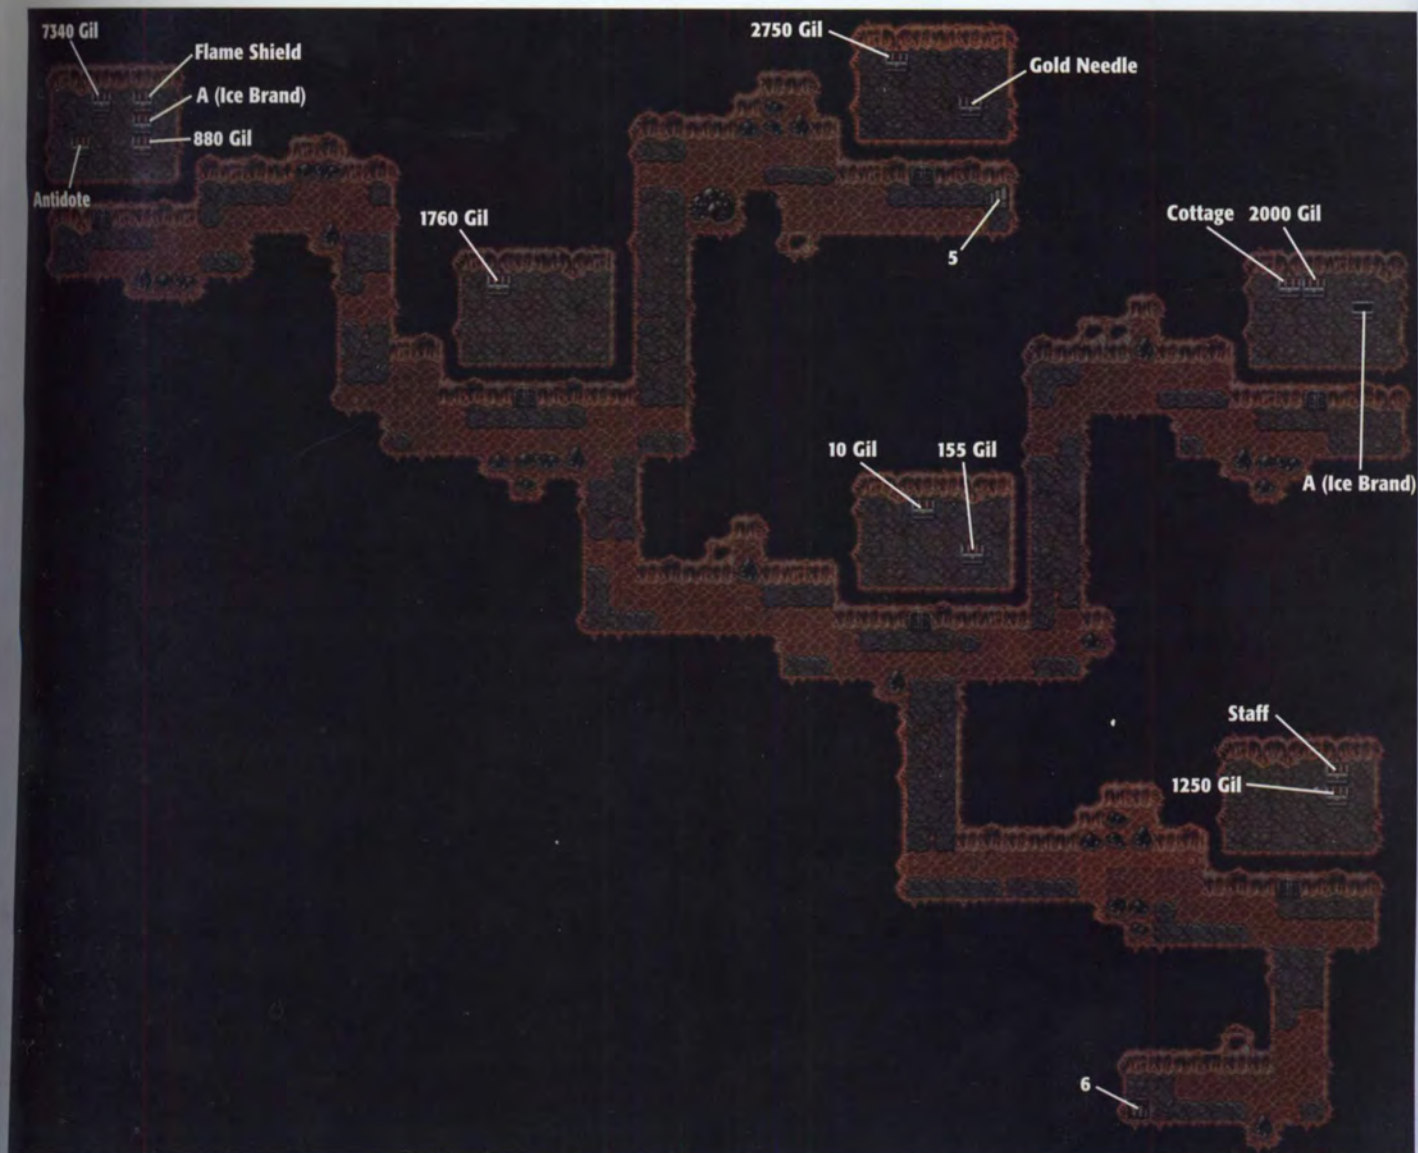 7340 Gil
Flame Shield
A (Ice Brand)
880 Gil
Antidote
2750 Gil
Gold Needle
1760 Gil
5
Cottage
2000 Gil
A (Ice Brand)
10 Gil
155 Gil
Staff
1250 Gil
6